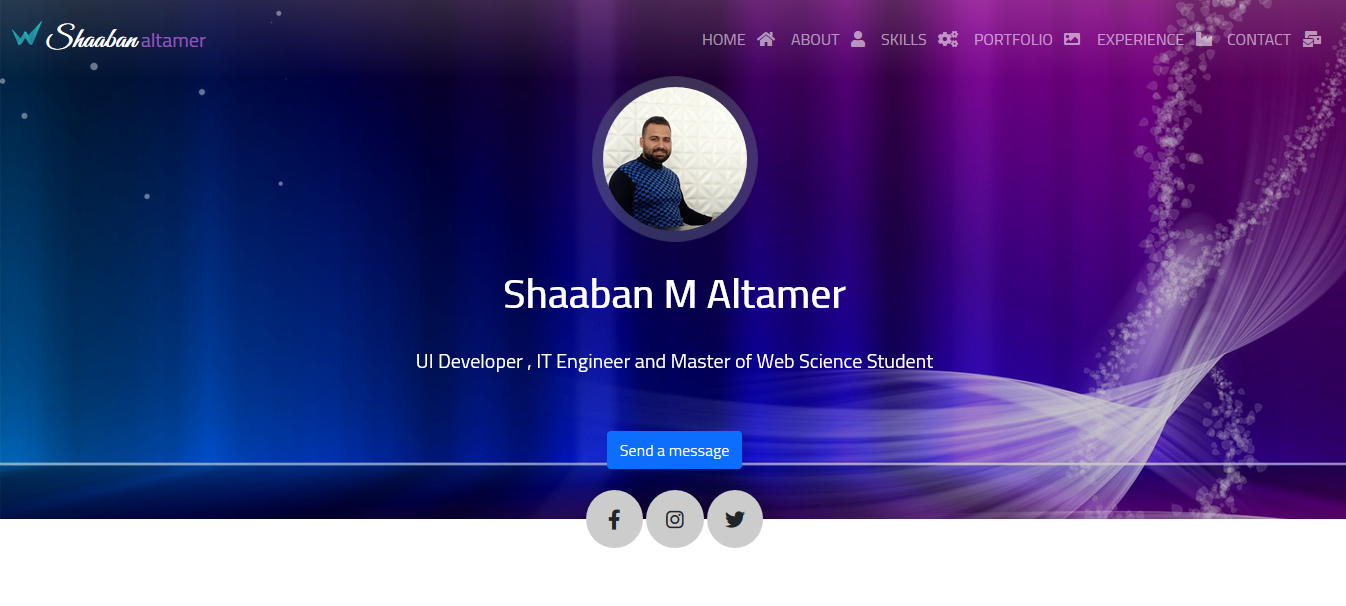 Shaaban altamer
HOME ABOUT SKILLS PORTFOLIO EXPERIENCE CONTACT
Shaaban M Altamer
UI Developer , IT Engineer and Master of Web Science Student
Send a message